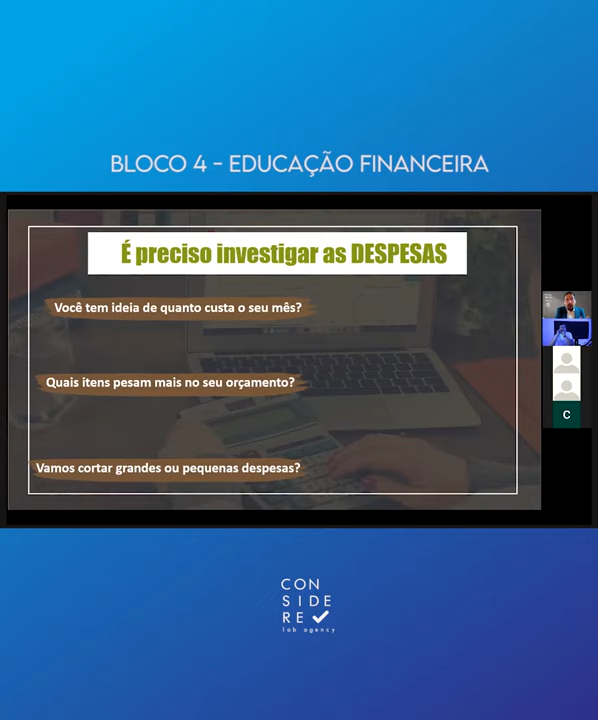 BLOCO 4 - EDUCAÇÃO FINANCEIRA
É preciso investigar as DESPESAS
Você tem ideia de quanto custa o seu mês?
Quais itens pesam mais no seu orçamento?
Vamos cortar grandes ou pequenas despesas?
C
CON
SIDE
RE
lab agency